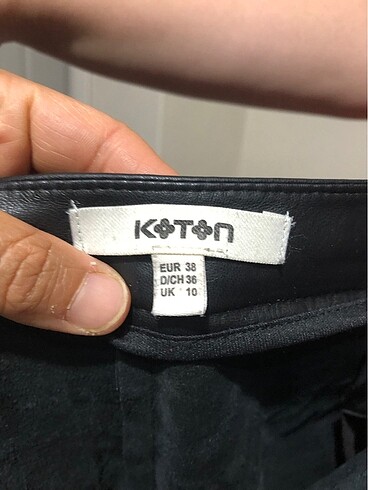 KOTON
EUR 38
D/CH 36
UK 10